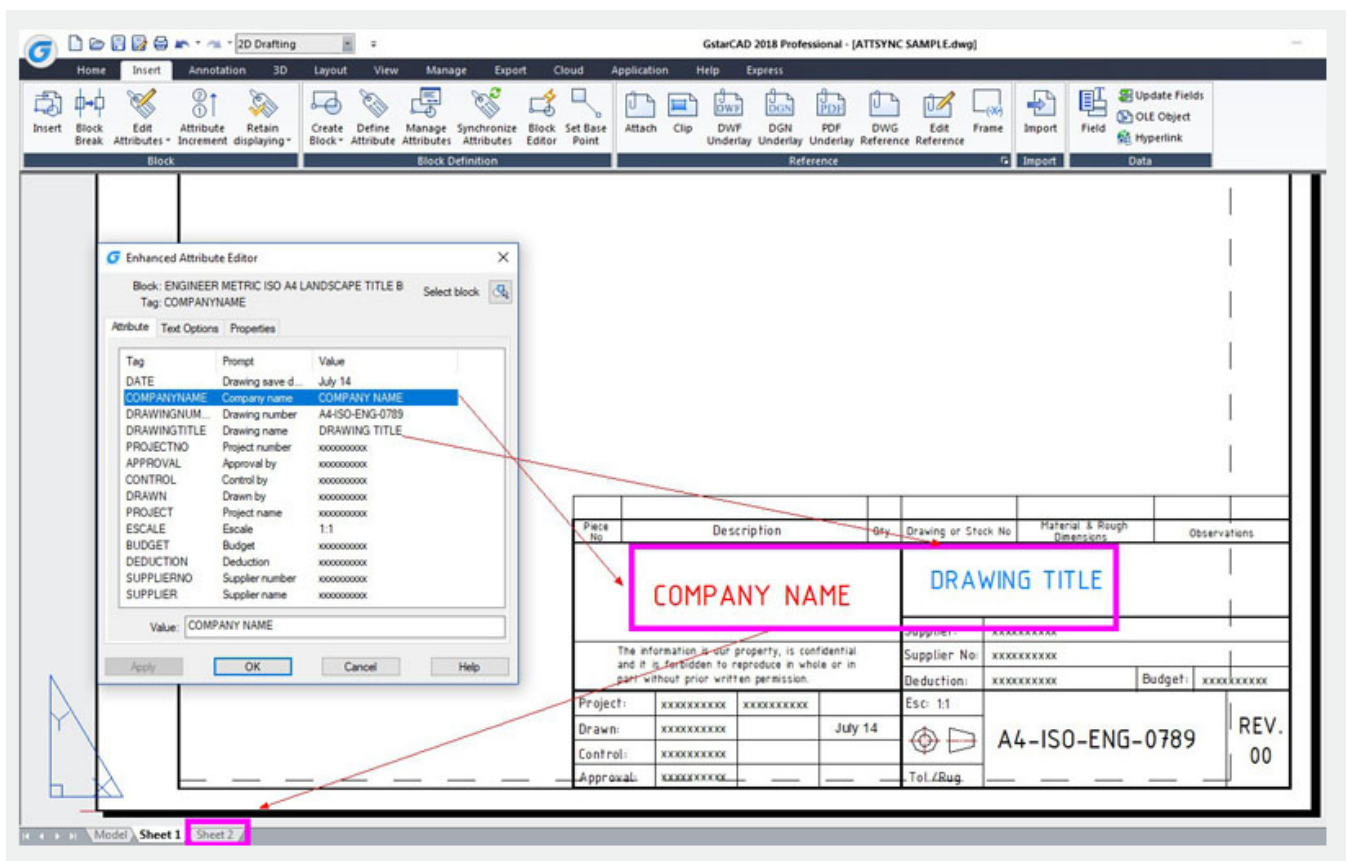 2D Drafting
GstarCAD 2018 Professional - [ATTSYNC SAMPLE.dwg]
Home Insert Annotation 3D Layout View Manage Export Cloud Application Help Express
Insert
Block Break
Edit Attributes
Attribute Increment
Retain displaying
Create Block
Define Attribute
Manage Attributes
Synchronize Attributes
Block Editor
Set Base Point
Attach
Clip
DWF Underlay
DGN Underlay
PDF Underlay
DWG Reference
Edit Reference
Frame
Import
Field
Update Fields
OLE Object
Hyperlink
Block Block Definition Reference Import Data
Enhanced Attribute Editor
Block: ENGINEER METRIC ISO A4 LANDSCAPE TITLE B
Tag: COMPANYNAME
Select block
Attribute Text Options Properties
Tag Prompt Value
DATE Drawing save d... July 14
COMPANYNAME Company name COMPANY NAME
DRAWINGNUM... Drawing number A4-ISO-ENG-0789
DRAWINGTITLE Drawing name DRAWING TITLE
PROJECTNO Project number xxxxxxxxxx
APPROVAL Approval by xxxxxxxxxx
CONTROL Control by xxxxxxxxxx
DRAWN Drawn by xxxxxxxxxx
PROJECT Project name xxxxxxxxxx
ESCALE Escale 1:1
BUDGET Budget xxxxxxxxxx
DEDUCTION Deduction xxxxxxxxxx
SUPPLIERNO Supplier number xxxxxxxxxx
SUPPLIER Supplier name xxxxxxxxxx
Value: COMPANY NAME
Apply OK Cancel Help
Piece No
Description
Qty
Drawing or Stock No
Material & Rough Dimensions
Observations
COMPANY NAME
DRAWING TITLE
Supplier: xxxxxxxxxx
The information is our property, is confidential
and it is forbidden to reproduce in whole or in
part without prior written permission.
Supplier No: xxxxxxxxxx
Deduction: xxxxxxxxxx Budget: xxxxxxxxxx
Project: xxxxxxxxxx xxxxxxxxxx
Esc: 1:1
Drawn: xxxxxxxxxx July 14
Control: xxxxxxxxxx
Approval: xxxxxxxxxx
Tol./Rug.
A4-ISO-ENG-0789
REV.
00
Model Sheet 1 Sheet 2